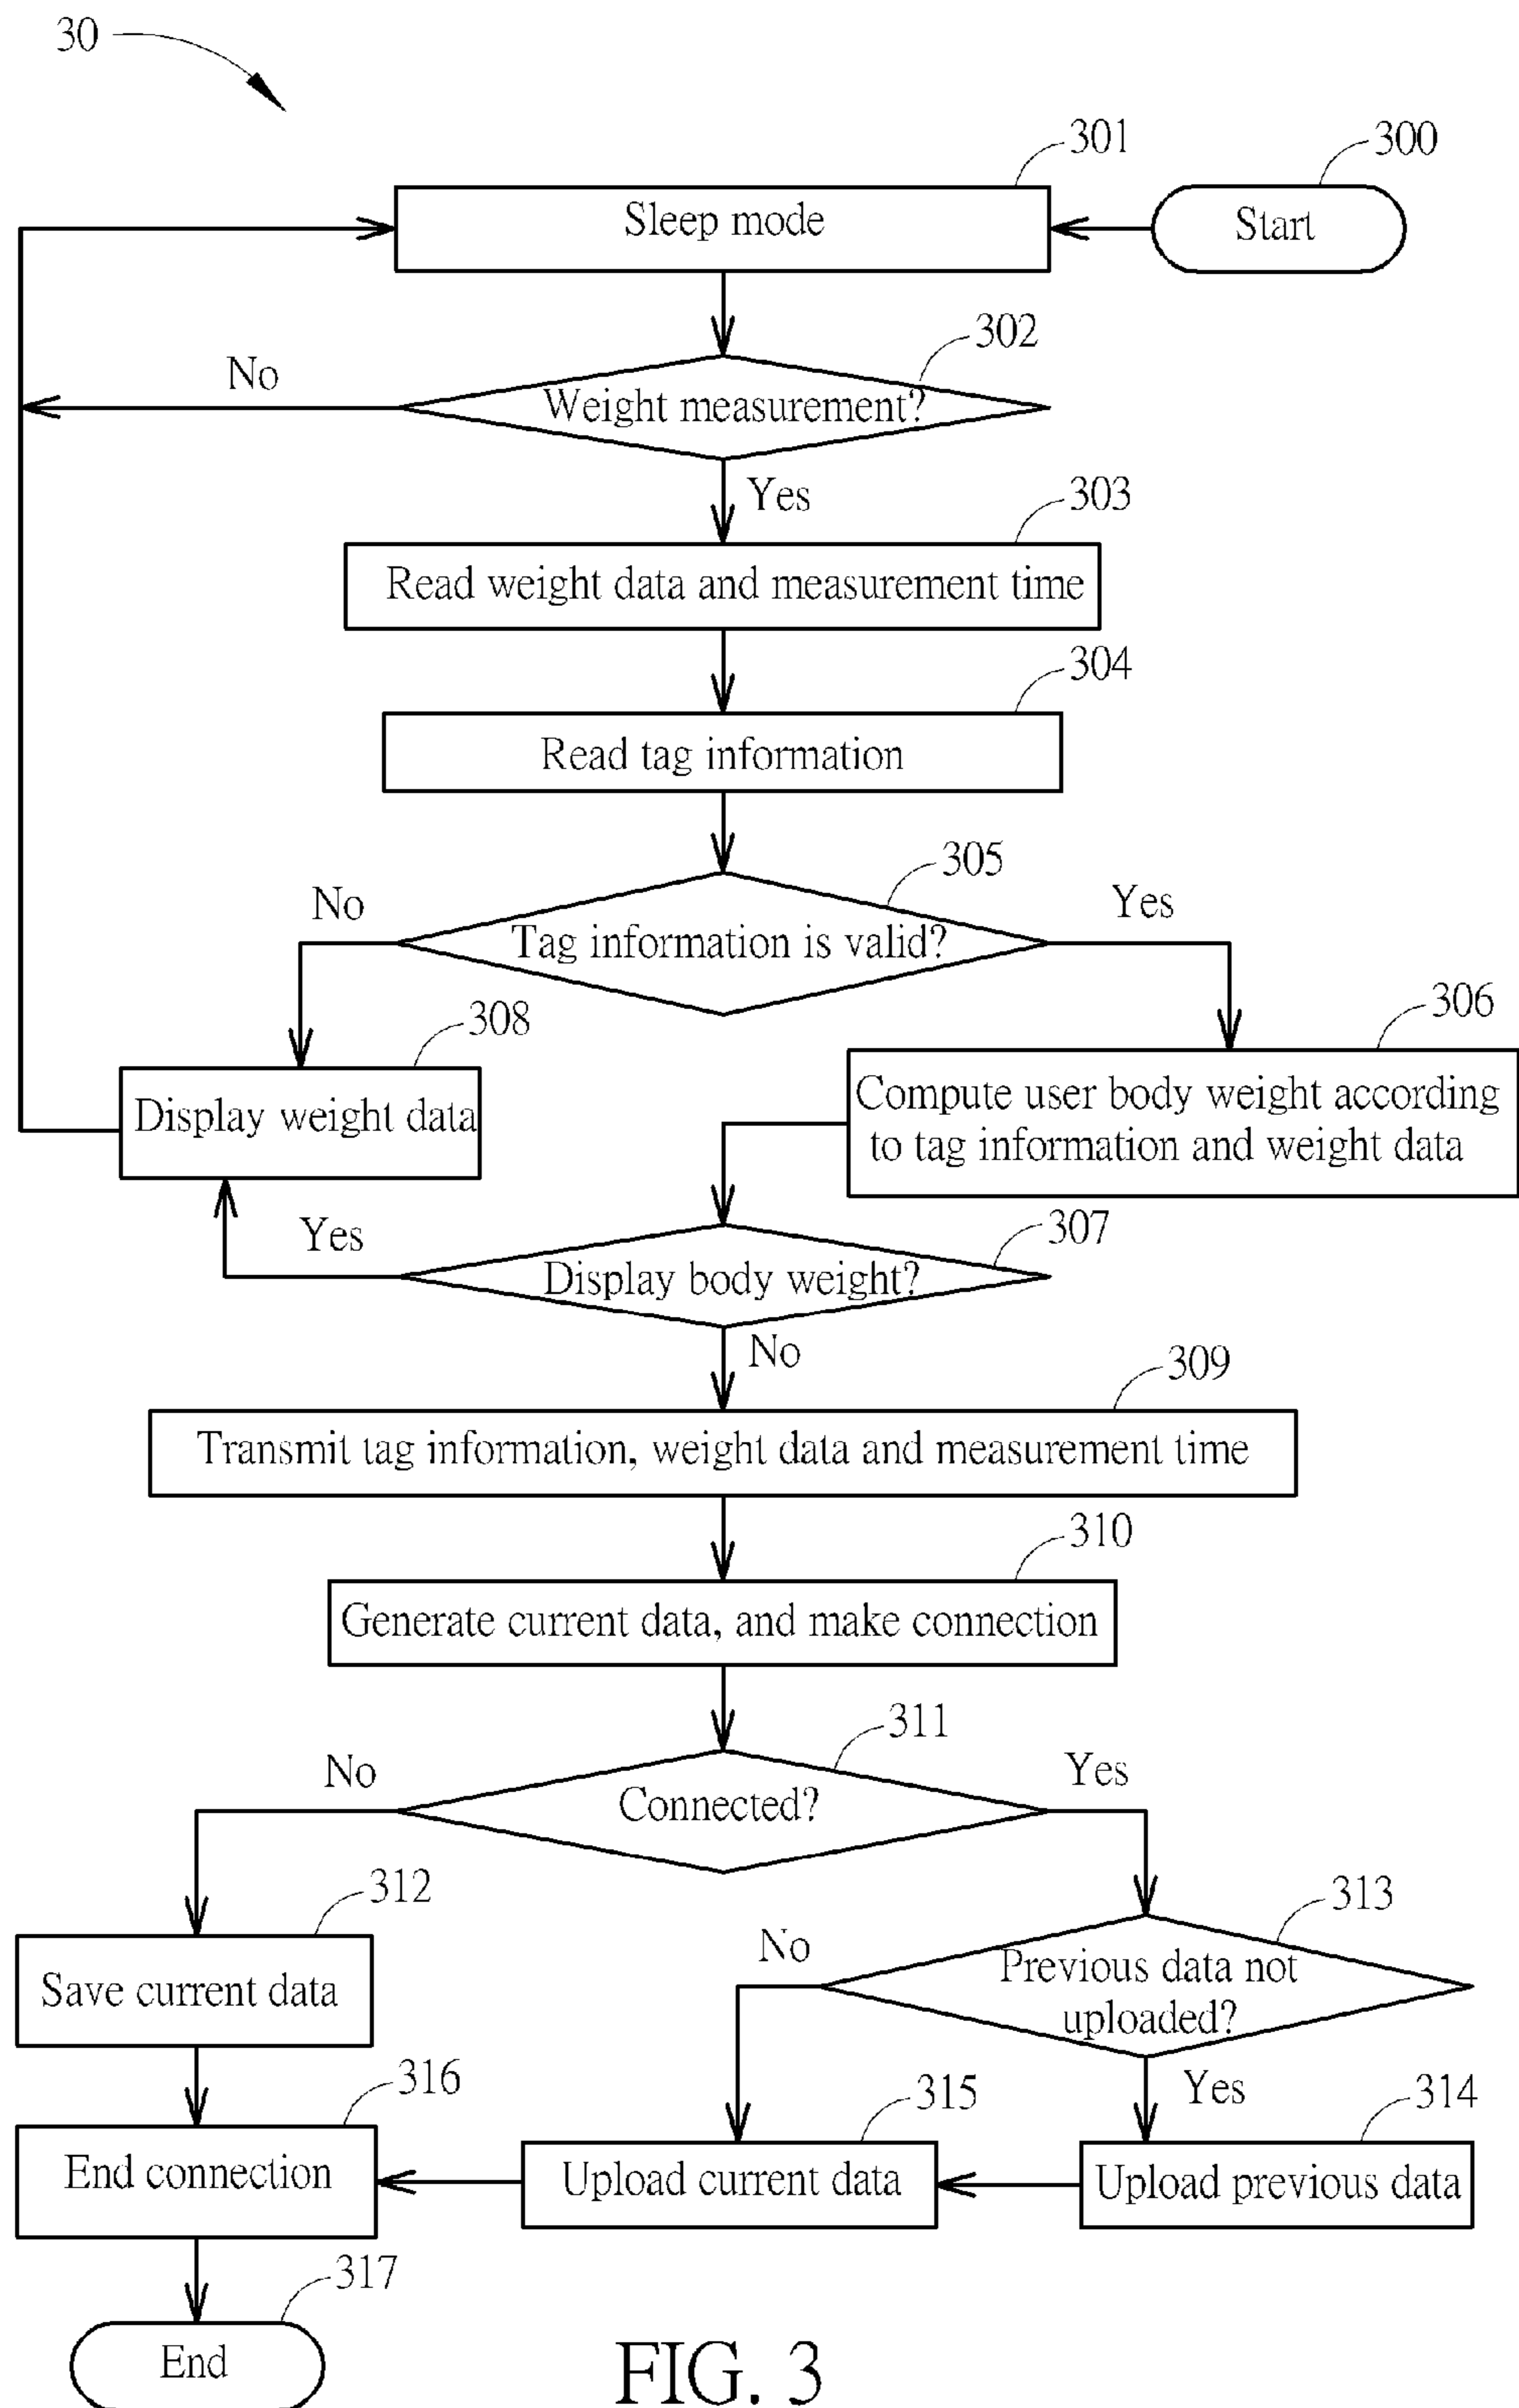 30
301
300
Sleep mode
Start
302
No
Weight measurement?
Yes
303
Read weight data and measurement time
304
Read tag information
305
No
Yes
Tag information is valid?
308
306
Display weight data
Compute user body weight according
to tag information and weight data
307
Yes
Display body weight?
No
309
Transmit tag information, weight data and measurement time
310
Generate current data, and make connection
311
No
Yes
Connected?
312
313
No
Previous data not
uploaded?
Save current data
316
315
Yes
314
End connection
Upload current data
Upload previous data
317
End
FIG. 3